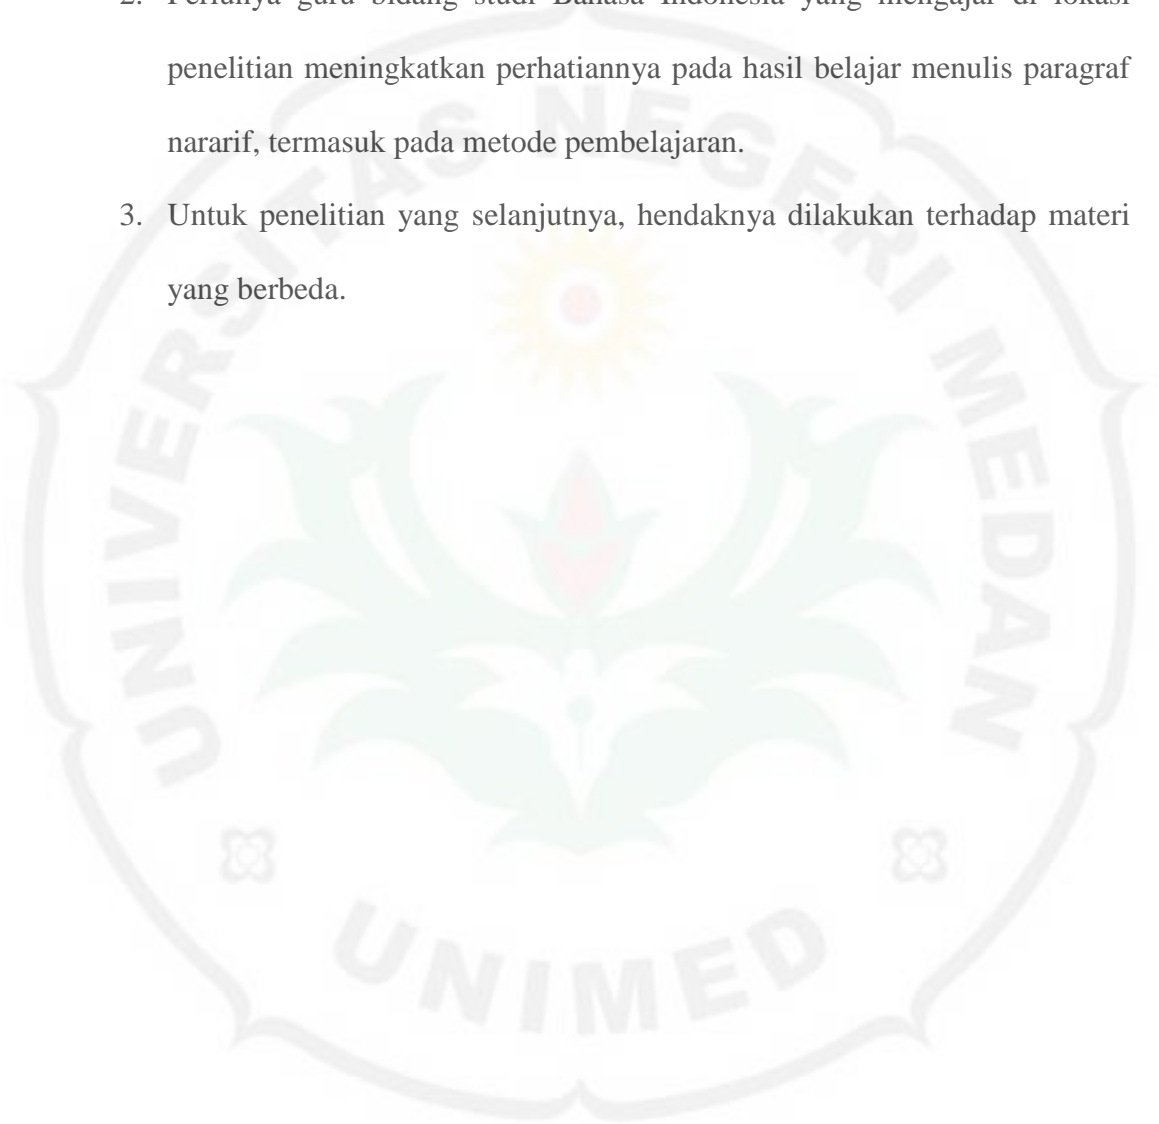 2. Perlunya guru bidang studi Bahasa Indonesia yang mengajar di lokasi
penelitian meningkatkan perhatiannya pada hasil belajar menulis paragraf
nararif, termasuk pada metode pembelajaran.
3. Untuk penelitian yang selanjutnya, hendaknya dilakukan terhadap materi
yang berbeda.
UNIVERSITAS NEGERI MEDAN
UNIMED